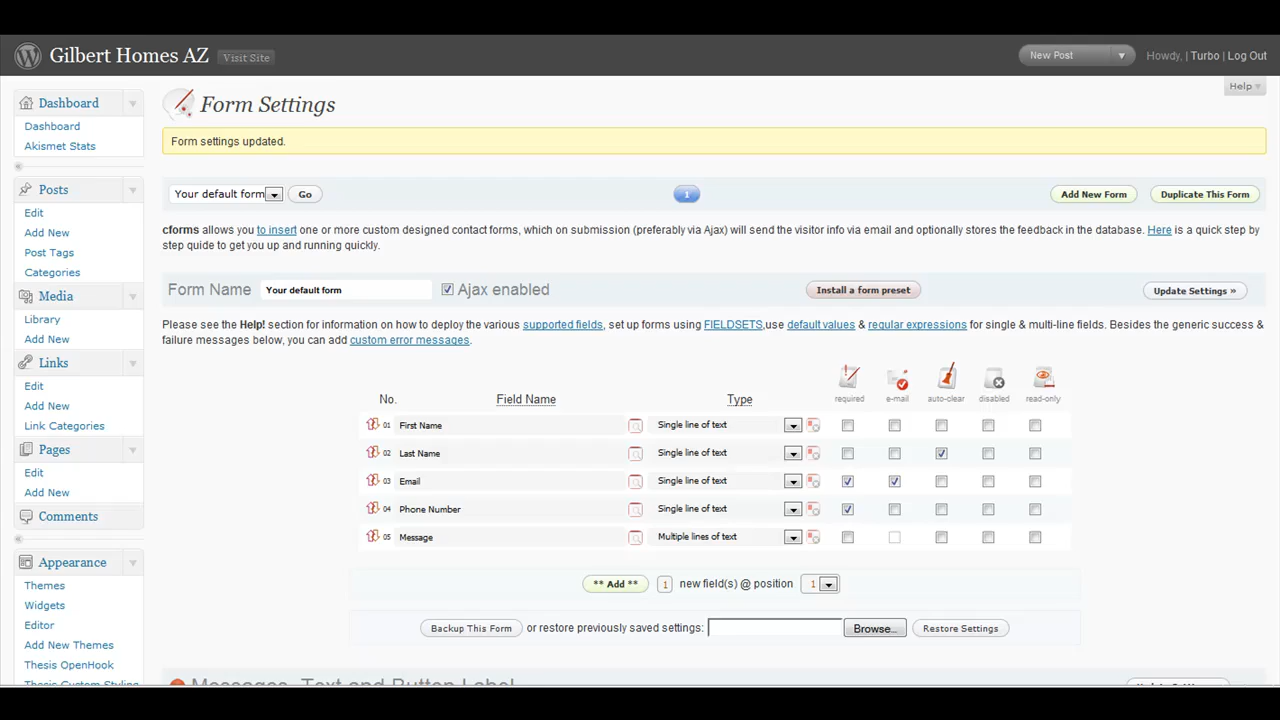 Gilbert Homes AZ Visit Site New Post Howdy, | Turbo | Log Out
Help
Dashboard
Dashboard
Akismet Stats
Posts
Edit
Add New
Post Tags
Categories
Media
Library
Add New
Links
Edit
Add New
Link Categories
Pages
Edit
Add New
Comments
Appearance
Themes
Widgets
Editor
Add New Themes
Thesis OpenHook
Thesis Custom Styling
Form Settings
Form settings updated.
Your default form Go 1 Add New Form Duplicate This Form
cforms allows you to insert one or more custom designed contact forms, which on submission (preferably via Ajax) will send the visitor info via email and optionally stores the feedback in the database. Here is a quick step by
step quide to get you up and running quickly.
Form Name Your default form Ajax enabled Install a form preset Update Settings »
Please see the Help! section for information on how to deploy the various supported fields, set up forms using FIELDSETS,use default values & regular expressions for single & multi-line fields. Besides the generic success &
failure messages below, you can add custom error messages.
No. Field Name Type required e-mail auto-clear disabled read-only
01 First Name Single line of text
02 Last Name Single line of text
03 Email Single line of text
04 Phone Number Single line of text
05 Message Multiple lines of text
** Add ** 1 new field(s) @ position 1
Backup This Form or restore previously saved settings: Browse... Restore Settings
Messages, Text and Button Label